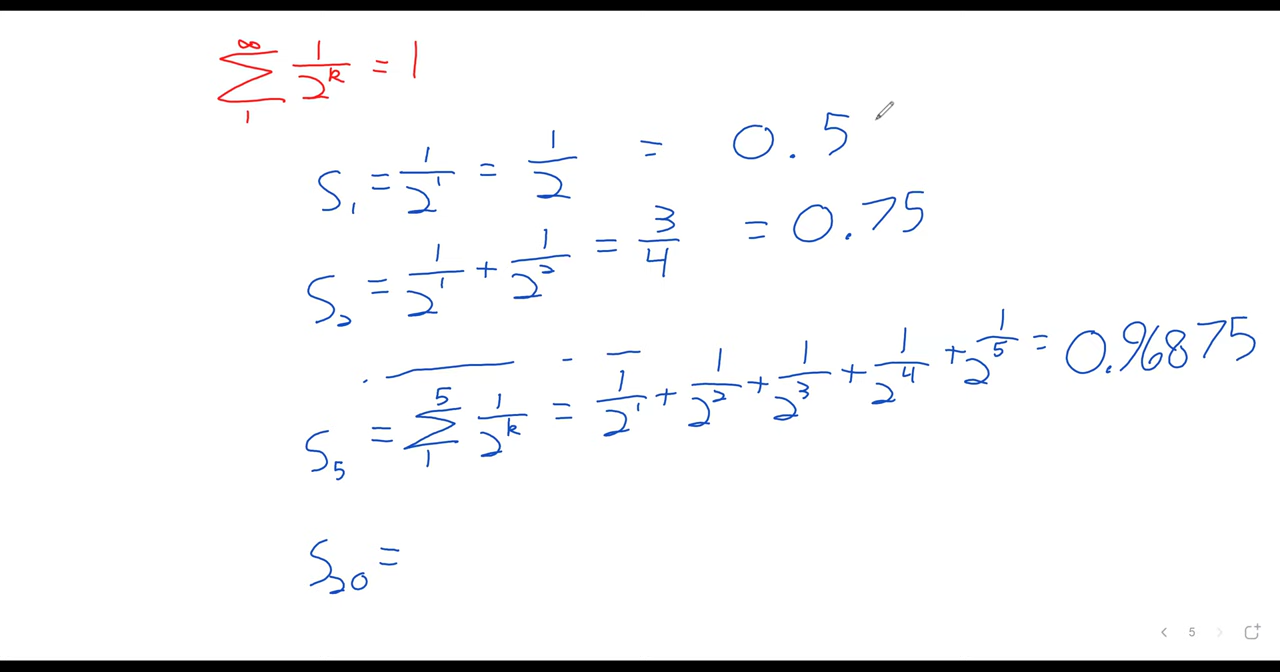 ∑_1^∞ 1/2^k = 1
S_1 = 1/2^1 = 1/2 = 0.5
S_2 = 1/2^1 + 1/2^2 = 3/4 = 0.75
S_5 = ∑_1^5 1/2^k = 1/2^1 + 1/2^2 + 1/2^3 + 1/2^4 + 1/2^5 = 0.96875
S_20 =
< 5 >